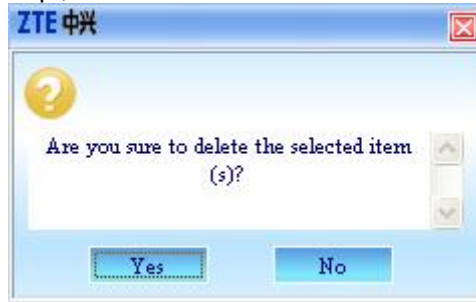 ZTE中兴
Are you sure to delete the selected item
(s)?
Yes
No